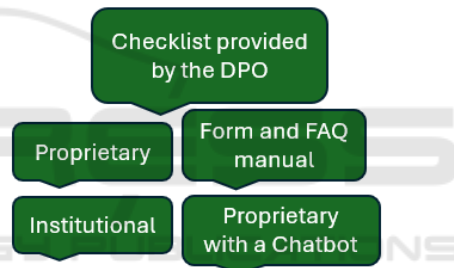 Checklist provided
by the DPO
Proprietary
Form and FAQ
manual
Institutional
Proprietary
with a Chatbot